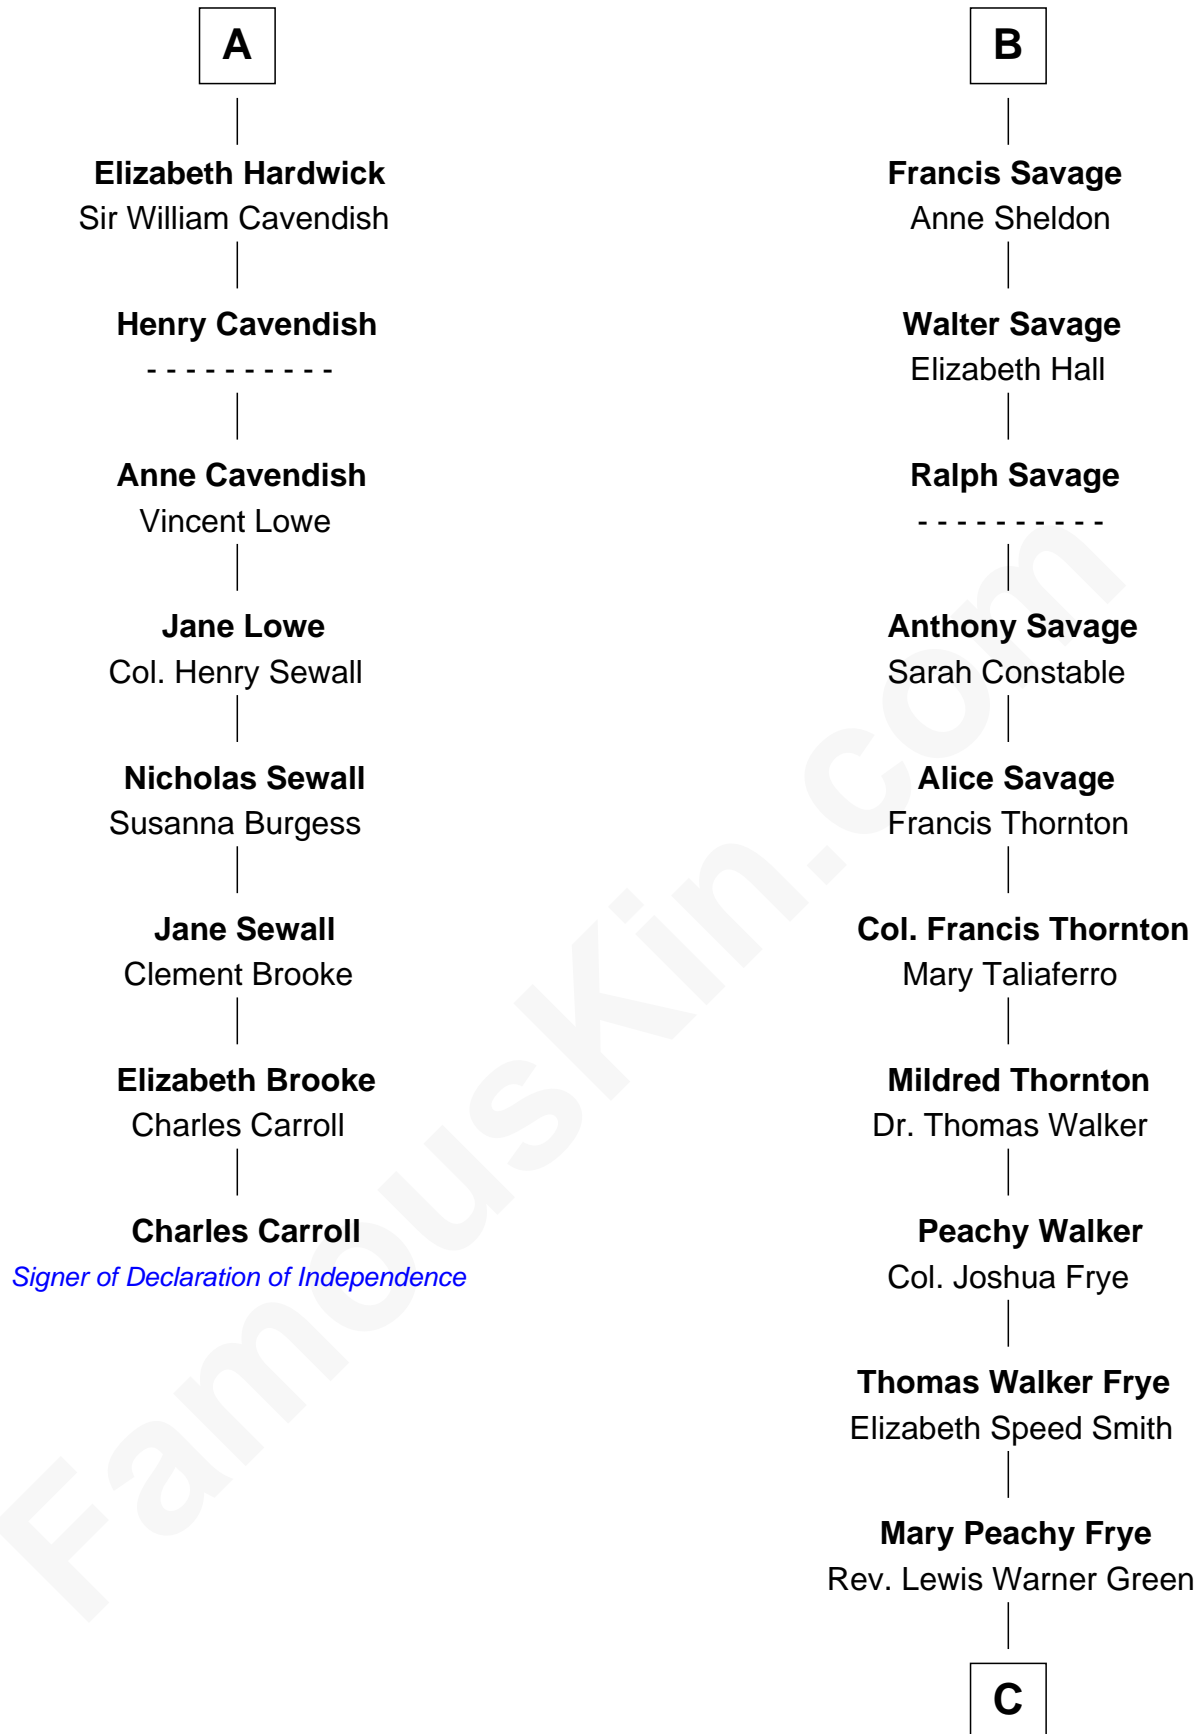 A
Elizabeth Hardwick
Sir William Cavendish
Henry Cavendish
- - - - - - - - - -
Anne Cavendish
Vincent Lowe
Jane Lowe
Col. Henry Sewall
Nicholas Sewall
Susanna Burgess
Jane Sewall
Clement Brooke
Elizabeth Brooke
Charles Carroll
Charles Carroll
Signer of Declaration of Independence
B
Francis Savage
Anne Sheldon
Walter Savage
Elizabeth Hall
Ralph Savage
- - - - - - - - - -
Anthony Savage
Sarah Constable
Alice Savage
Francis Thornton
Col. Francis Thornton
Mary Taliaferro
Mildred Thornton
Dr. Thomas Walker
Peachy Walker
Col. Joshua Frye
Thomas Walker Frye
Elizabeth Speed Smith
Mary Peachy Frye
Rev. Lewis Warner Green
C
FamousKin.com